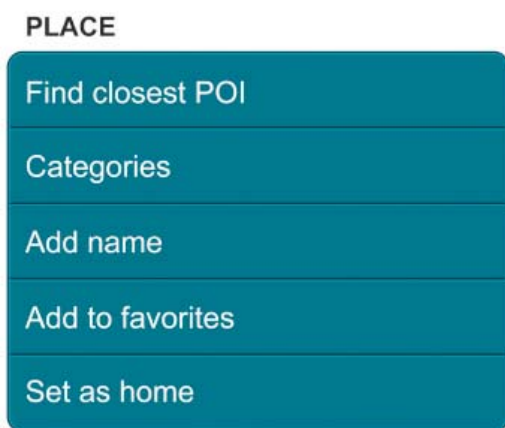 PLACE
Find closest POI
Categories
Add name
Add to favorites
Set as home